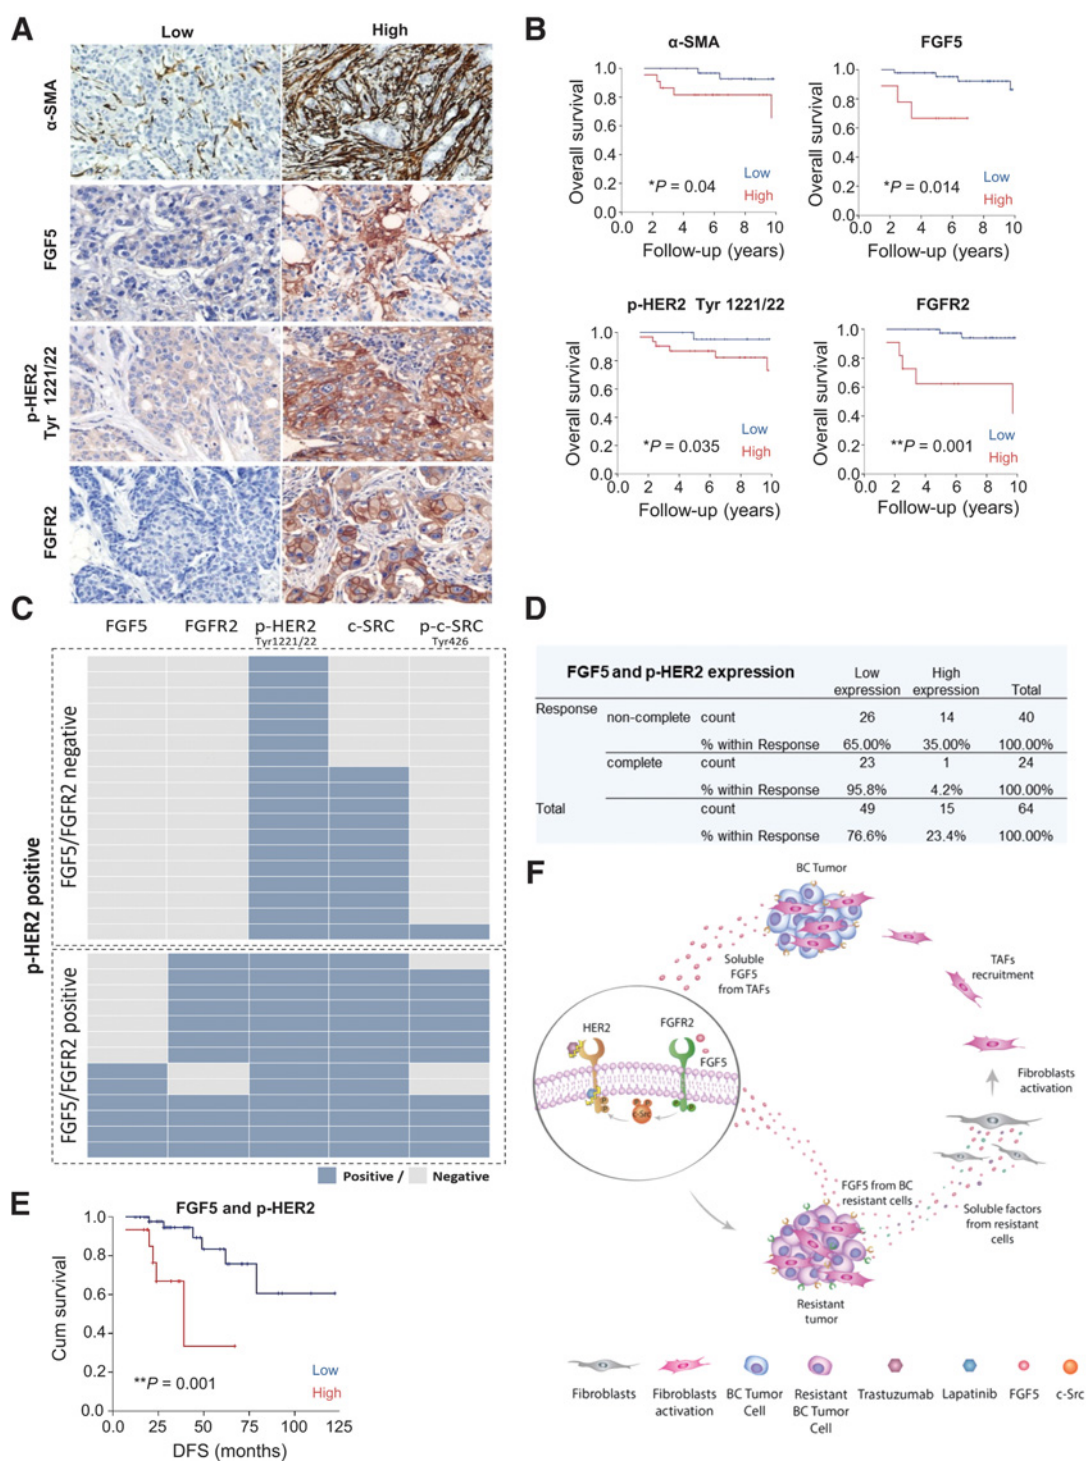 A
Low
High
α-SMA
FGF5
p-HER2
Tyr 1221/22
FGFR2
B
α-SMA
Overall survival
1.0
0.8
0.6
0.4
0.2
0.0
*P = 0.04
Low
High
0.0 2.0 4.0 6.0 8.0 10
Follow-up (years)
FGF5
Overall survival
1.0
0.8
0.6
0.4
0.2
0.0
*P = 0.014
Low
High
0.0 2.0 4.0 6.0 8.0 10
Follow-up (years)
p-HER2 Tyr 1221/22
Overall survival
1.0
0.8
0.6
0.4
0.2
0.0
*P = 0.035
Low
High
2 4 6 8 10
Follow-up (years)
FGFR2
Overall survival
1.0
0.8
0.6
0.4
0.2
0.0
**P = 0.001
Low
High
0.0 2.0 4.0 6.0 8.0 10
Follow-up (years)
C
FGF5 FGFR2 p-HER2 c-SRC p-c-SRC
Tyr1221/22 Tyr426
p-HER2 positive
FGF5/FGFR2 negative
FGF5/FGFR2 positive
Positive / Negative
D
FGF5 and p-HER2 expression
Low expression
High expression
Total
Response non-complete count 26 14 40
% within Response 65.00% 35.00% 100.00%
complete count 23 1 24
% within Response 95,8% 4.2% 100.00%
Total count 49 15 64
% within Response 76.6% 23.4% 100.00%
E
FGF5 and p-HER2
Cum survival
1.0
0.8
0.6
0.4
0.2
0.0
**P = 0.001
Low
High
0 25 50 75 100 125
DFS (months)
F
BC Tumor
Soluble
FGF5
from TAFs
TAFs
recruitment
HER2
FGFR2
FGF5
c-Src
Fibroblasts
activation
FGF5 from BC
resistant cells
Soluble factors
from resistant
cells
Resistant
tumor
Fibroblasts
Fibroblasts
activation
BC Tumor
Cell
Resistant
BC Tumor
Cell
Trastuzumab
Lapatinib
FGF5
c-Src